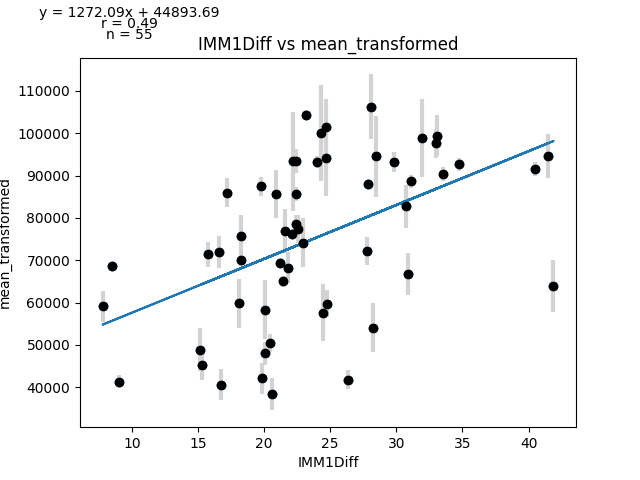 y = 1272.09x + 44893.69
r = 0.49
n = 55
IMM1Diff vs mean_transformed
110000
100000
90000
80000
70000
60000
50000
40000
mean_transformed
10 15 20 25 30 35 40
IMM1Diff